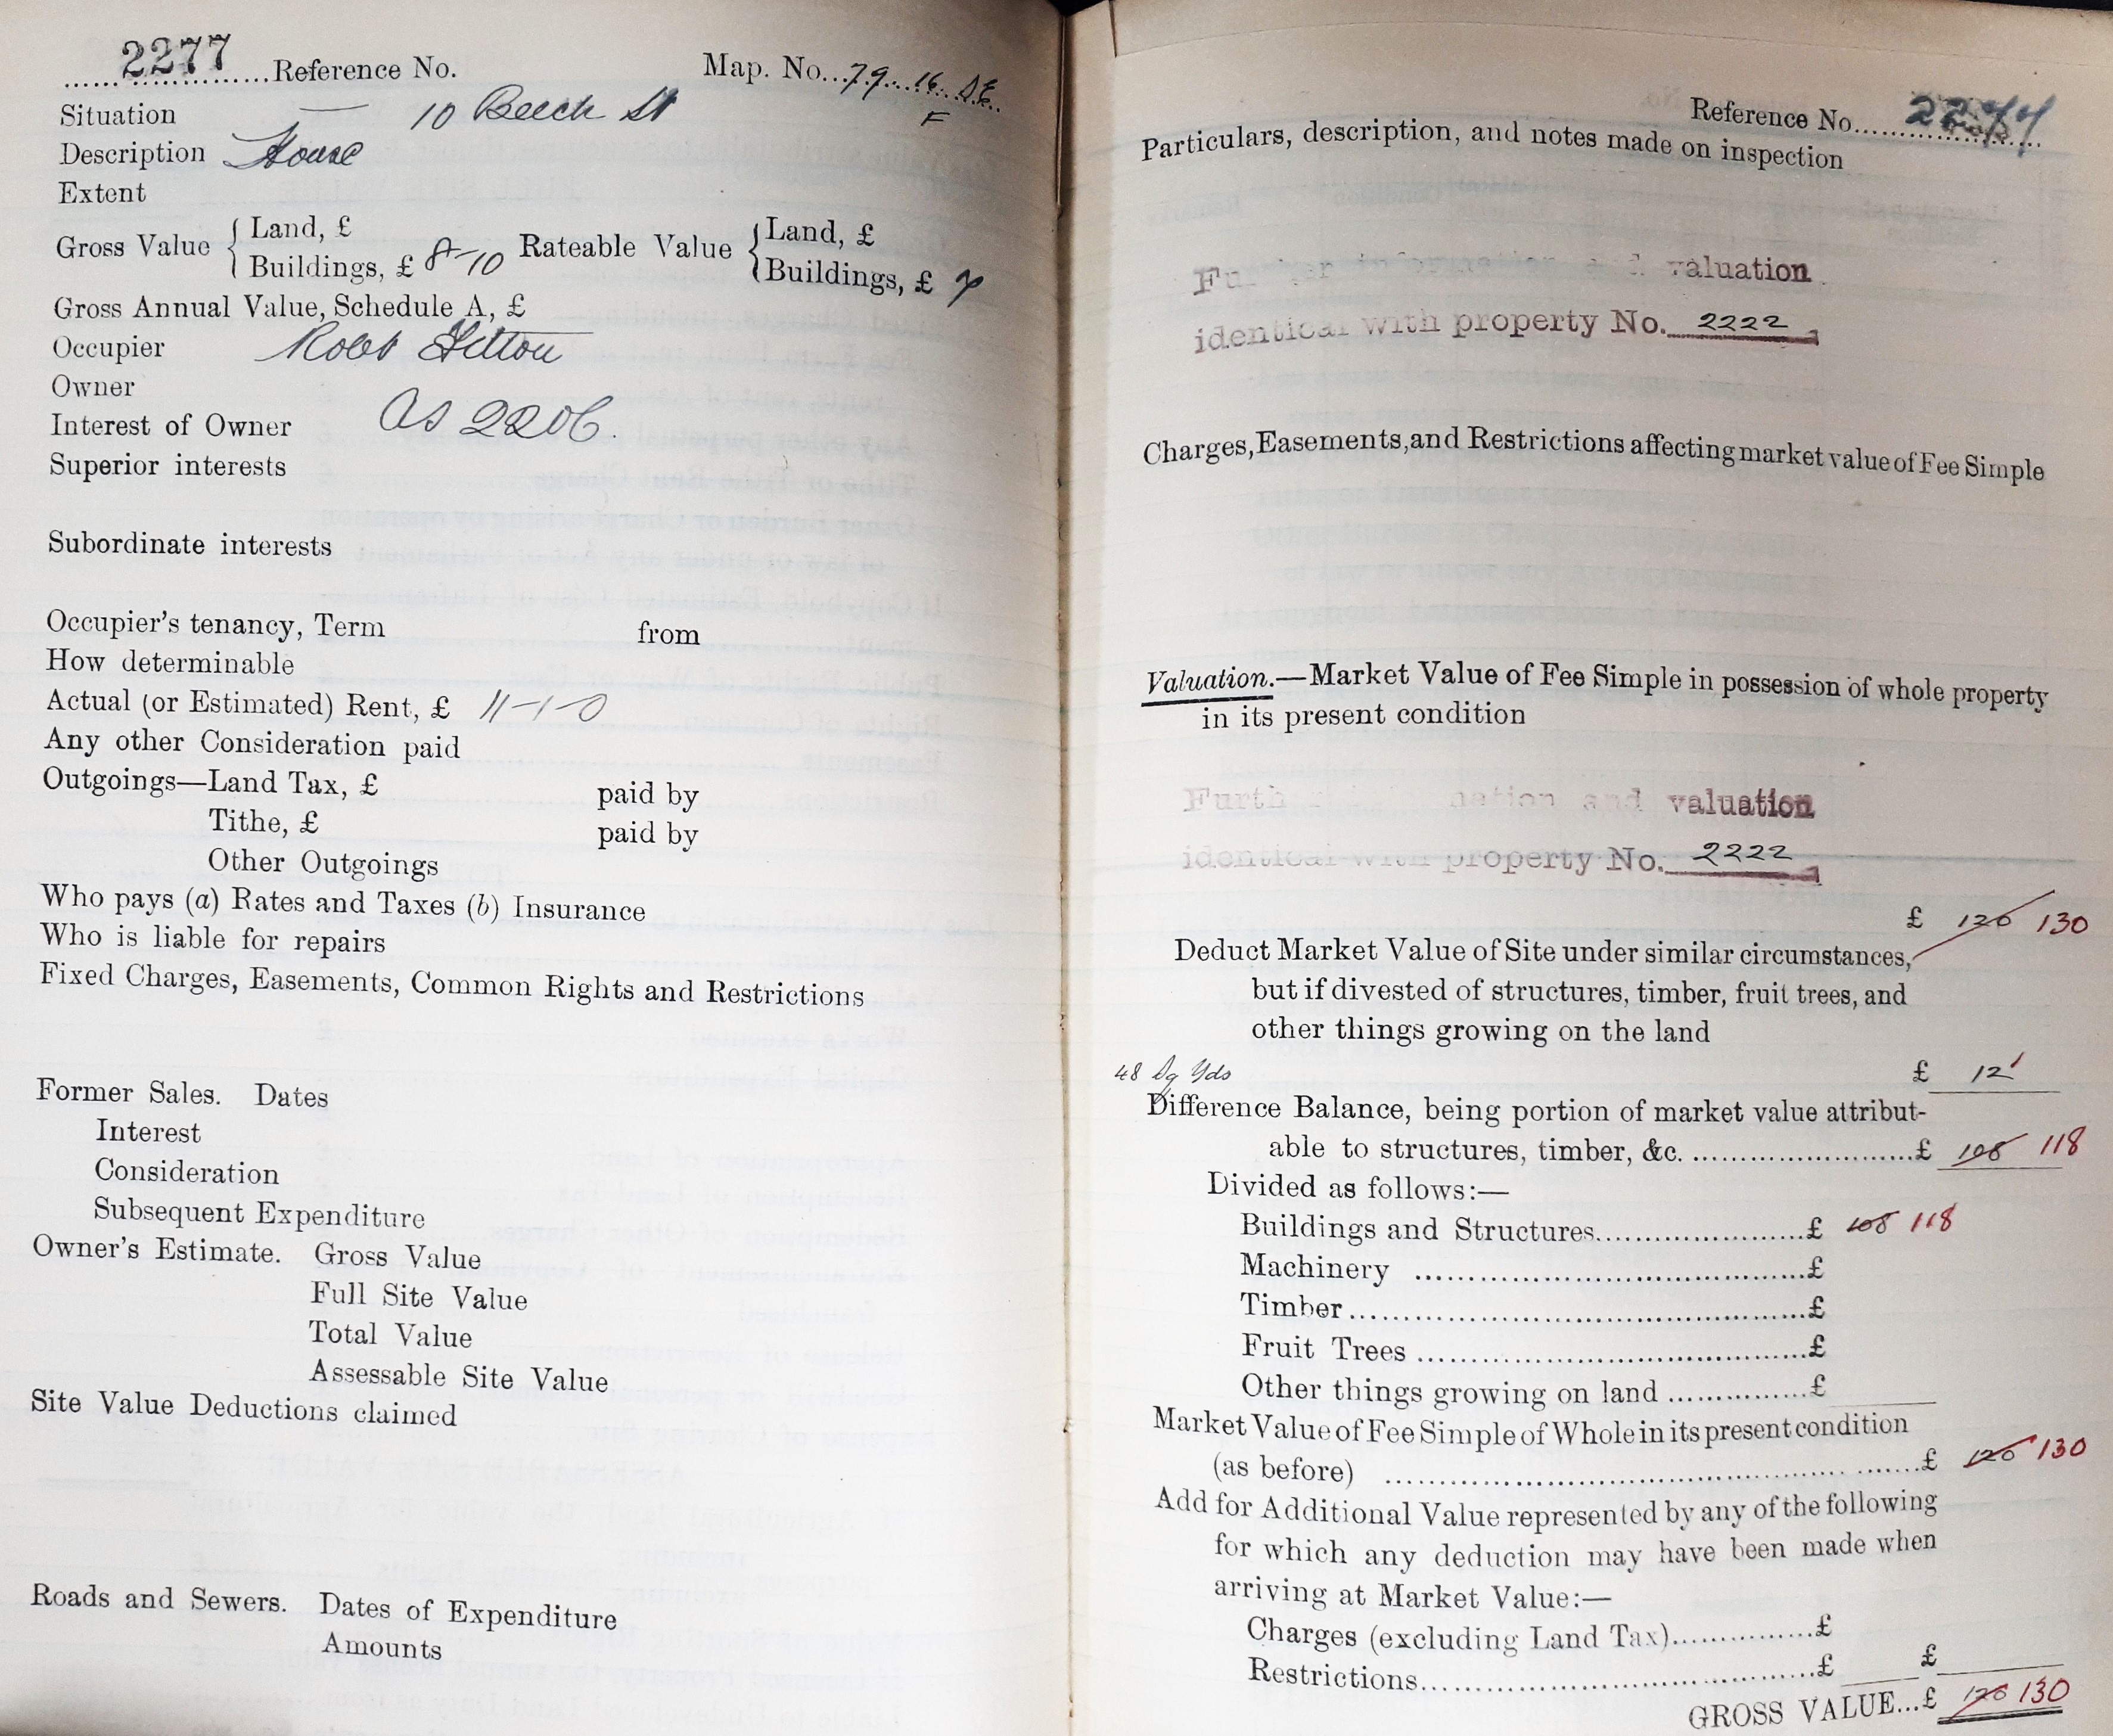 2277 Reference No. Map. No. 79 16 SE
F
Situation — 10 Beech St
Description House
Extent
Gross Value { Land, £ Rateable Value { Land, £
Buildings, £ 8-10 Buildings, £ 7
Gross Annual Value, Schedule A, £
Occupier Robt
Owner
Interest of Owner as 2206.
Superior interests
Subordinate interests
Occupier's tenancy, Term from
How determinable
Actual (or Estimated) Rent, £ 11-1-0
Any other Consideration paid
Outgoings—Land Tax, £ paid by
Tithe, £ paid by
Other Outgoings
Who pays (a) Rates and Taxes (b) Insurance
Who is liable for repairs
Fixed Charges, Easements, Common Rights and Restrictions
Former Sales. Dates
Interest
Consideration
Subsequent Expenditure
Owner's Estimate. Gross Value
Full Site Value
Total Value
Assessable Site Value
Site Value Deductions claimed
Roads and Sewers. Dates of Expenditure
Amounts
Reference No. 2277
Particulars, description, and notes made on inspection
Further information and valuation
identical with property No. 2222
Charges, Easements, and Restrictions affecting market value of Fee Simple
Valuation.—Market Value of Fee Simple in possession of whole property
in its present condition
Further information and valuation
identical with property No. 2222
£ 120 130
Deduct Market Value of Site under similar circumstances,
but if divested of structures, timber, fruit trees, and
other things growing on the land
48 Sq Yds £ 12
Difference Balance, being portion of market value attribut-
able to structures, timber, &c. £ 108 118
Divided as follows:—
Buildings and Structures £ 108 118
Machinery £
Timber £
Fruit Trees £
Other things growing on land £
Market Value of Fee Simple of Whole in its present condition
(as before) £ 120 130
Add for Additional Value represented by any of the following
for which any deduction may have been made when
arriving at Market Value:—
Charges (excluding Land Tax) £
Restrictions £ £
GROSS VALUE...£ 120 130